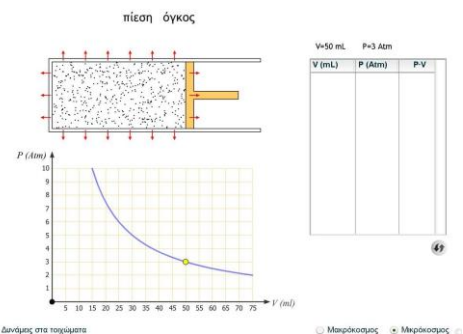 πίεση όγκος
V=50 mL P=3 Atm
V (mL) P (Atm) P·V
P (Atm)
10
9
8
7
6
5
4
3
2
1
5 10 15 20 25 30 35 40 45 50 55 60 65 70 75
V (ml)
Δυνάμεις στα τοιχώματα
Μακρόκοσμος Μικρόκοσμος